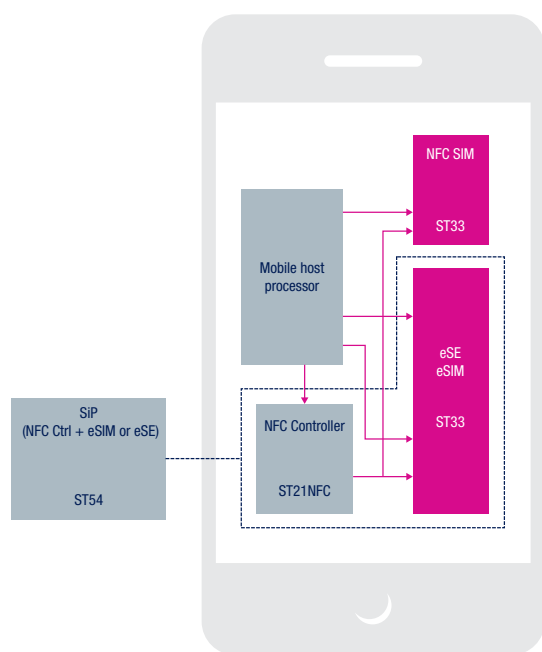 NFC SIM
ST33
Mobile host
processor
eSE
eSIM
ST33
SiP
(NFC Ctrl + eSIM or eSE)
ST54
NFC Controller
ST21NFC